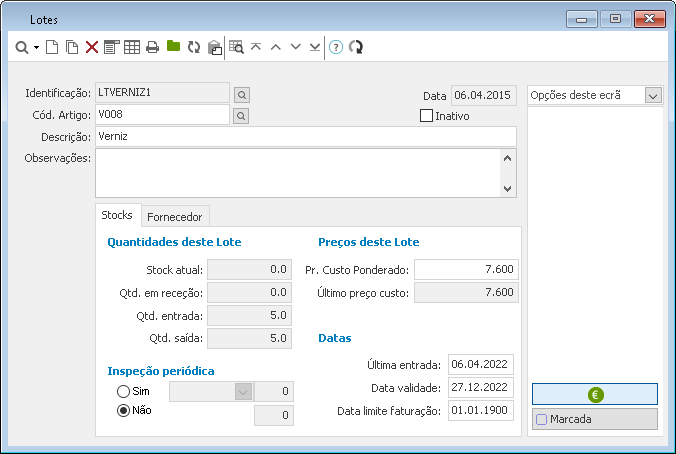 Lotes
Identificação: LTVERNIZ1 Data 06.04.2015 Opções deste ecrã
Cód. Artigo: V008 Inativo
Descrição: Verniz
Observações:
Stocks Fornecedor
Quantidades deste Lote Preços deste Lote
Stock atual: 0.0 Pr. Custo Ponderado: 7.600
Qtd. em receção: 0.0 Último preço custo: 7.600
Qtd. entrada: 5.0
Qtd. saída: 5.0 Datas
Última entrada: 06.04.2022
Inspeção periódica
Sim 0 Data validade: 27.12.2022
Não 0 Data limite faturação: 01.01.1900
€
Marcada